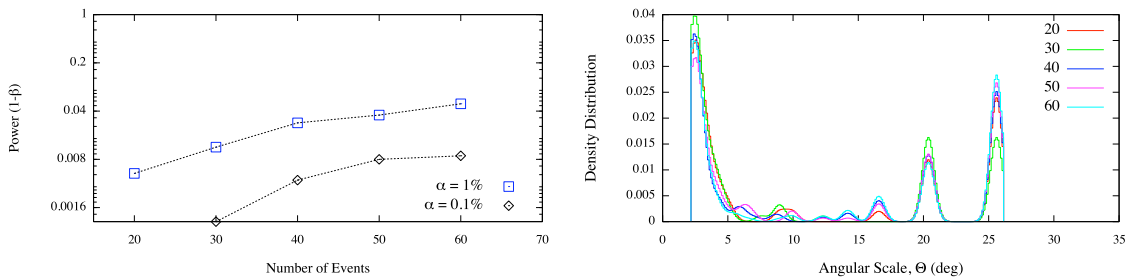 1
0.2
0.04
0.008
0.0016
Power (1-β)
20 30 40 50 60 70
Number of Events
α = 1%
α = 0.1%
0.04
0.035
0.03
0.025
0.02
0.015
0.01
0.005
0
Density Distribution
0 5 10 15 20 25 30 35
Angular Scale, Θ (deg)
20
30
40
50
60